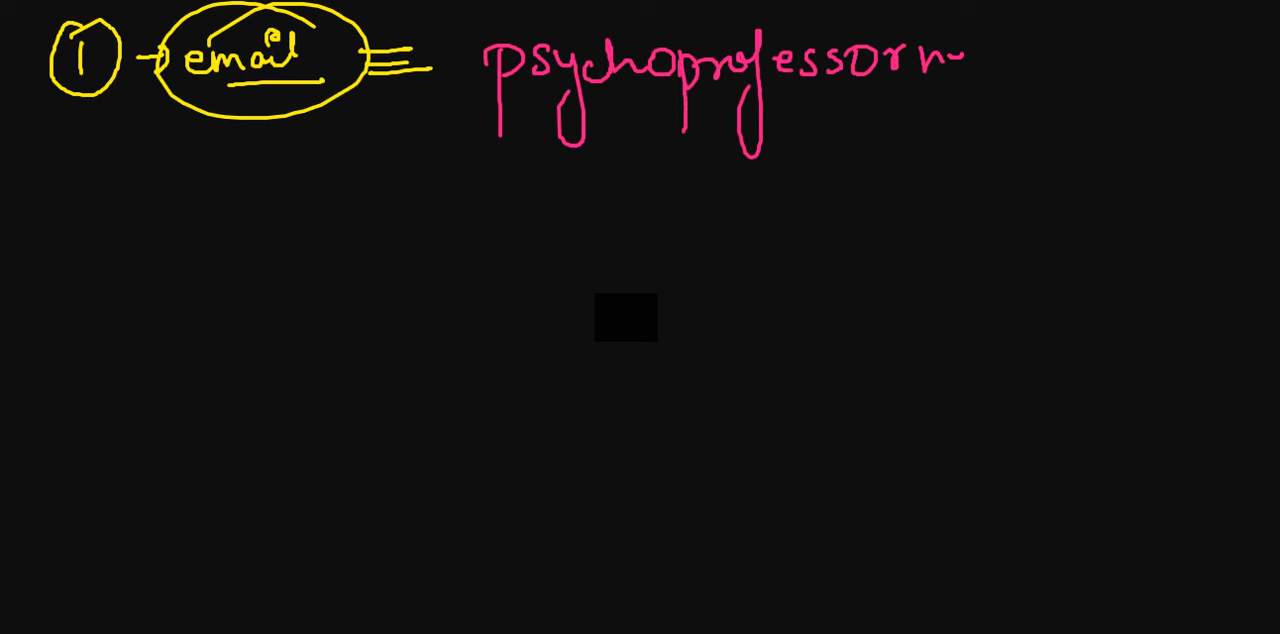 1 → email = psychoprofessorn